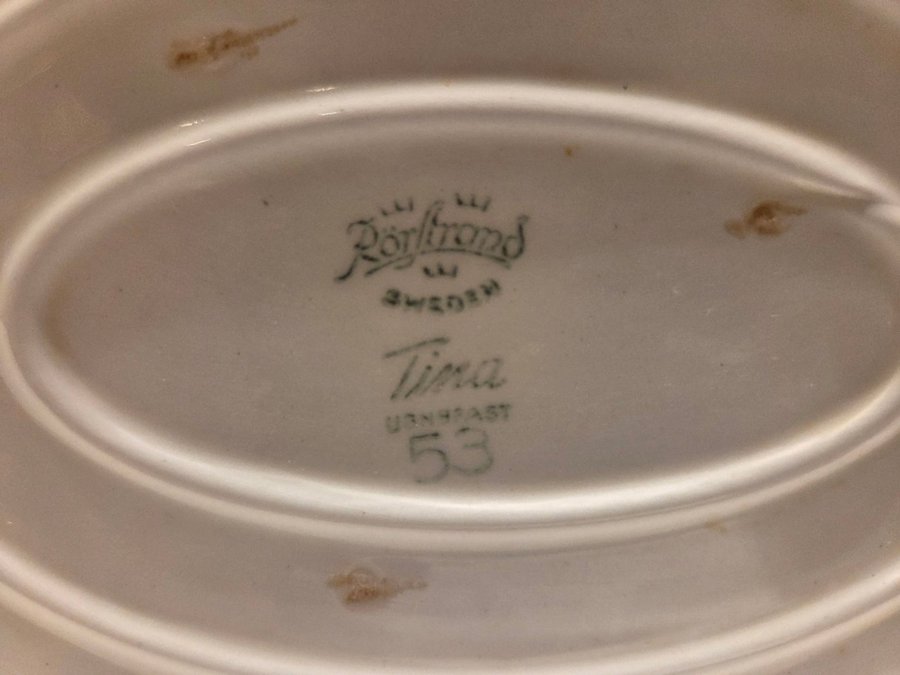 Rörstrand
SWEDEN
Tina
UGNSFAST
53